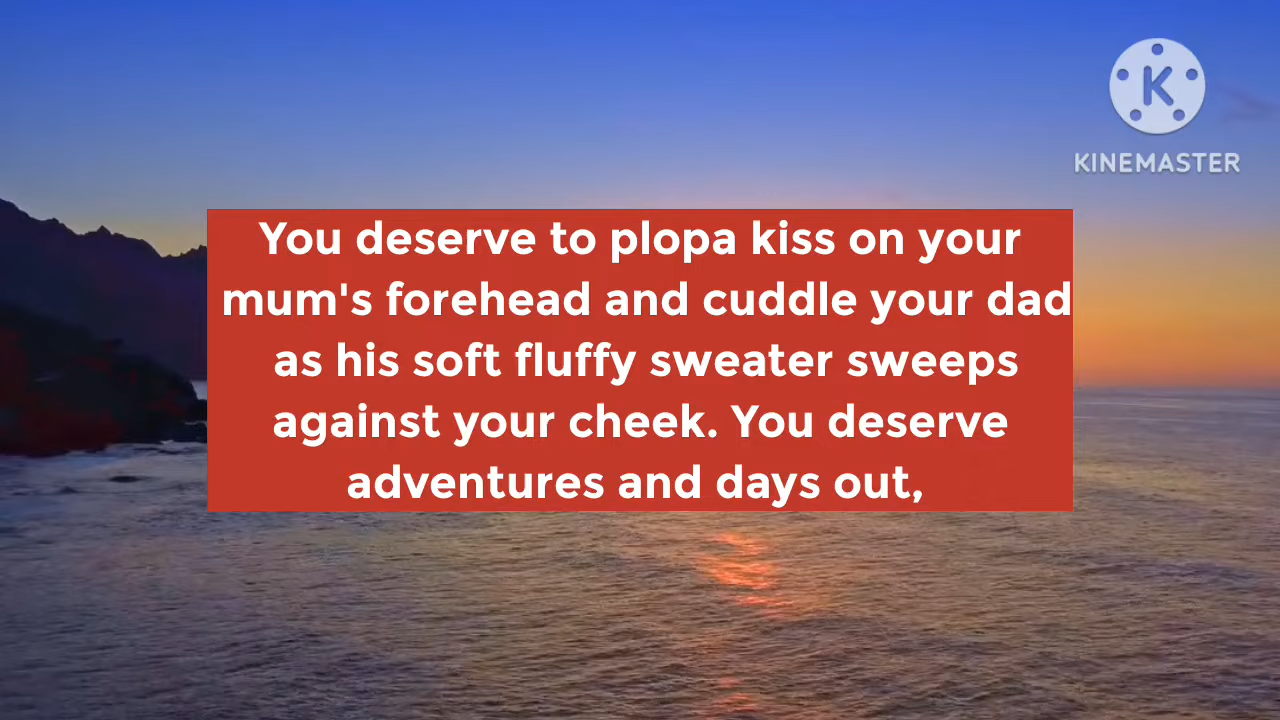 K
KINEMASTER
You deserve to plopa kiss on your
mum's forehead and cuddle your dad
as his soft fluffy sweater sweeps
against your cheek. You deserve
adventures and days out,